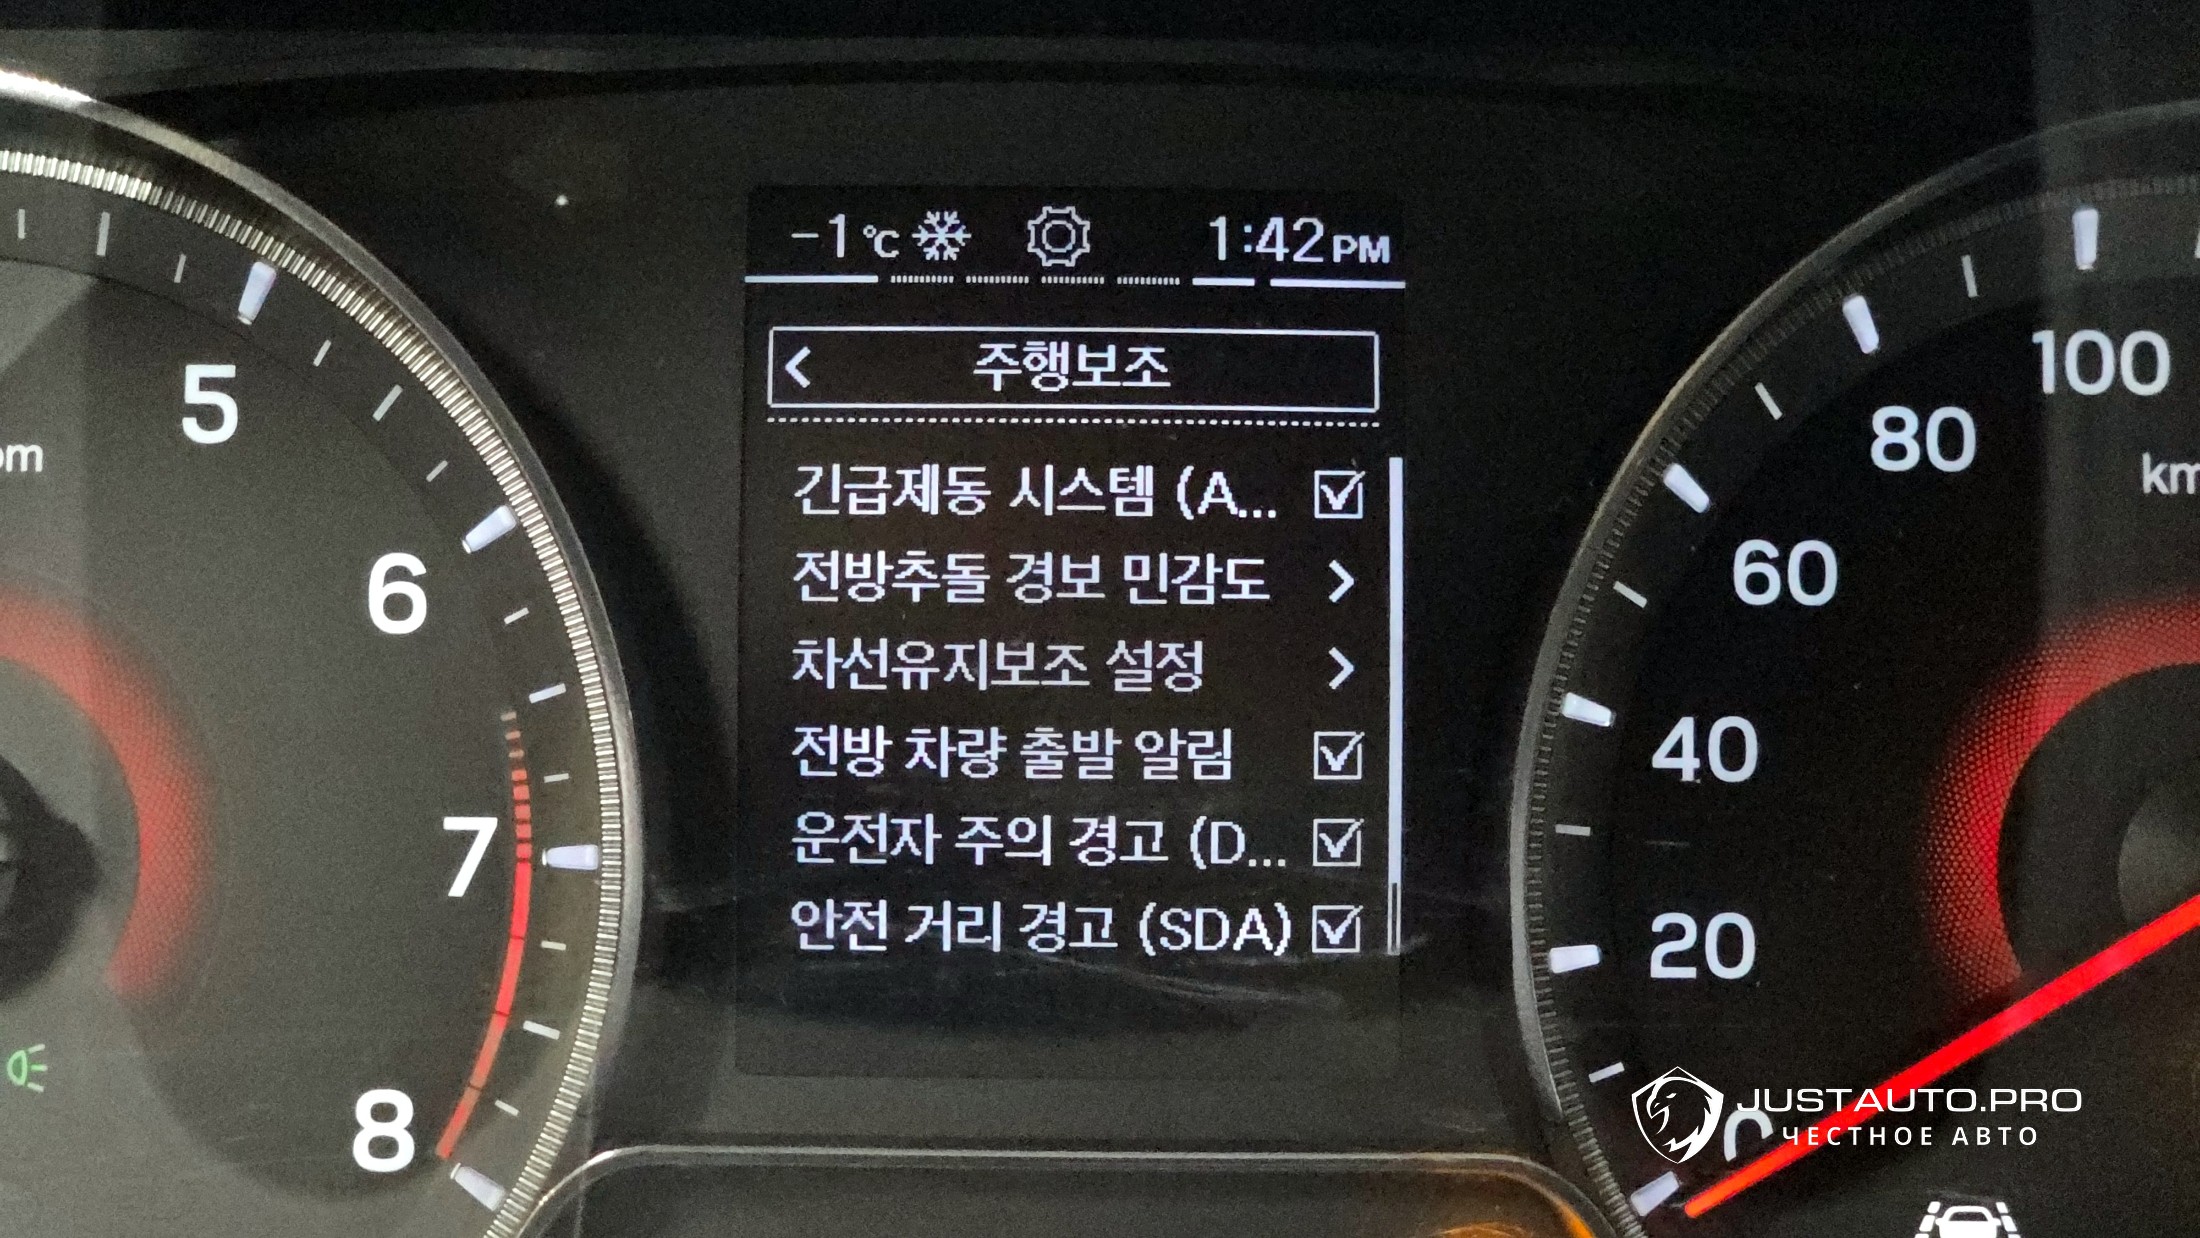 -1℃ 1:42PM
주행보조
긴급제동 시스템 (A...
전방추돌 경보 민감도
차선유지보조 설정
전방 차량 출발 알림
운전자 주의 경고 (D...
안전 거리 경고 (SDA)
5
6
7
8
100
80
60
40
20
0
km
JUSTAUTO.PRO
ЧЕСТНОЕ АВТО